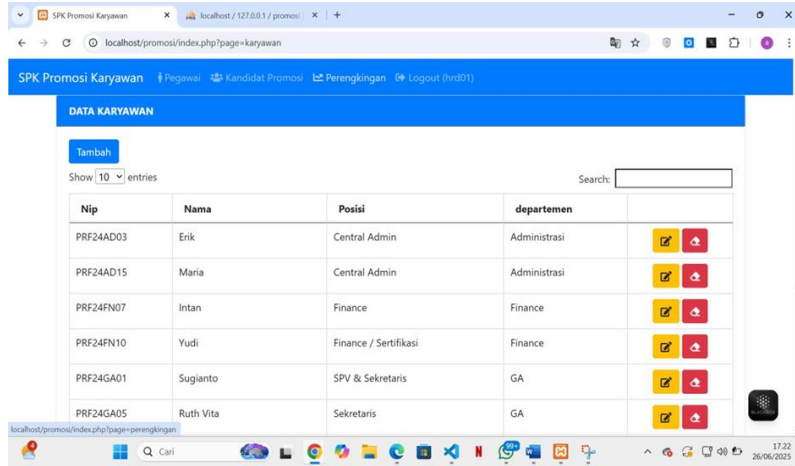 SPK Promosi Karyawan
localhost / 127.0.0.1 / promosi
localhost/promosi/index.php?page=karyawan
SPK Promosi Karyawan Pegawai Kandidat Promosi Perengkingan Logout (hrd01)
DATA KARYAWAN
Tambah
Show 10 entries Search:
Nip Nama Posisi departemen
PRF24AD03 Erik Central Admin Administrasi
PRF24AD15 Maria Central Admin Administrasi
PRF24FN07 Intan Finance Finance
PRF24FN10 Yudi Finance / Sertifikasi Finance
PRF24GA01 Sugianto SPV & Sekretaris GA
PRF24GA05 Ruth Vita Sekretaris GA
localhost/promosi/index.php?page=perengkingan
Cari 99+ 17.22
26/06/2025